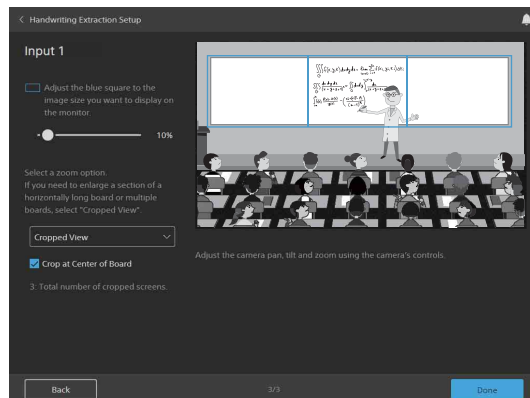 Handwriting Extraction Setup
Input 1
Adjust the blue square to the
image size you want to display on
the monitor
10%
Select a zoom option.
If you need to enlarge a section of a
horizontally long board or multiple
boards, select "Cropped View".
Cropped View
Crop at Center of Board
3: Total number of cropped screens.
Adjust the camera pan, tilt and zoom using the camera's controls.
Back
3/3
Done